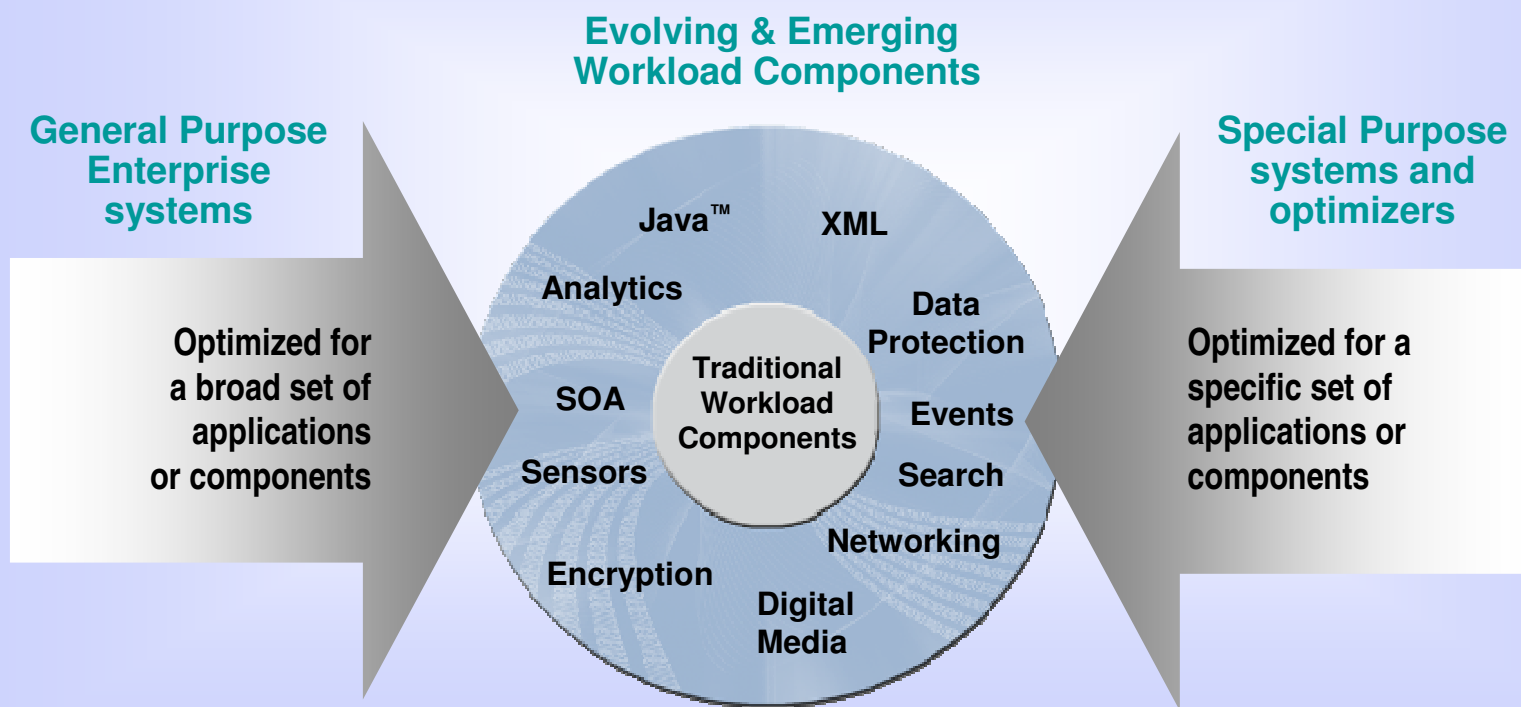 Evolving & Emerging
Workload Components
General Purpose
Enterprise
systems
Special Purpose
systems and
optimizers
Optimized for
a broad set of
applications
or components
Java™
XML
Analytics
Data
Protection
SOA
Traditional
Workload
Components
Events
Sensors
Search
Networking
Encryption
Digital
Media
Optimized for a
specific set of
applications or
components